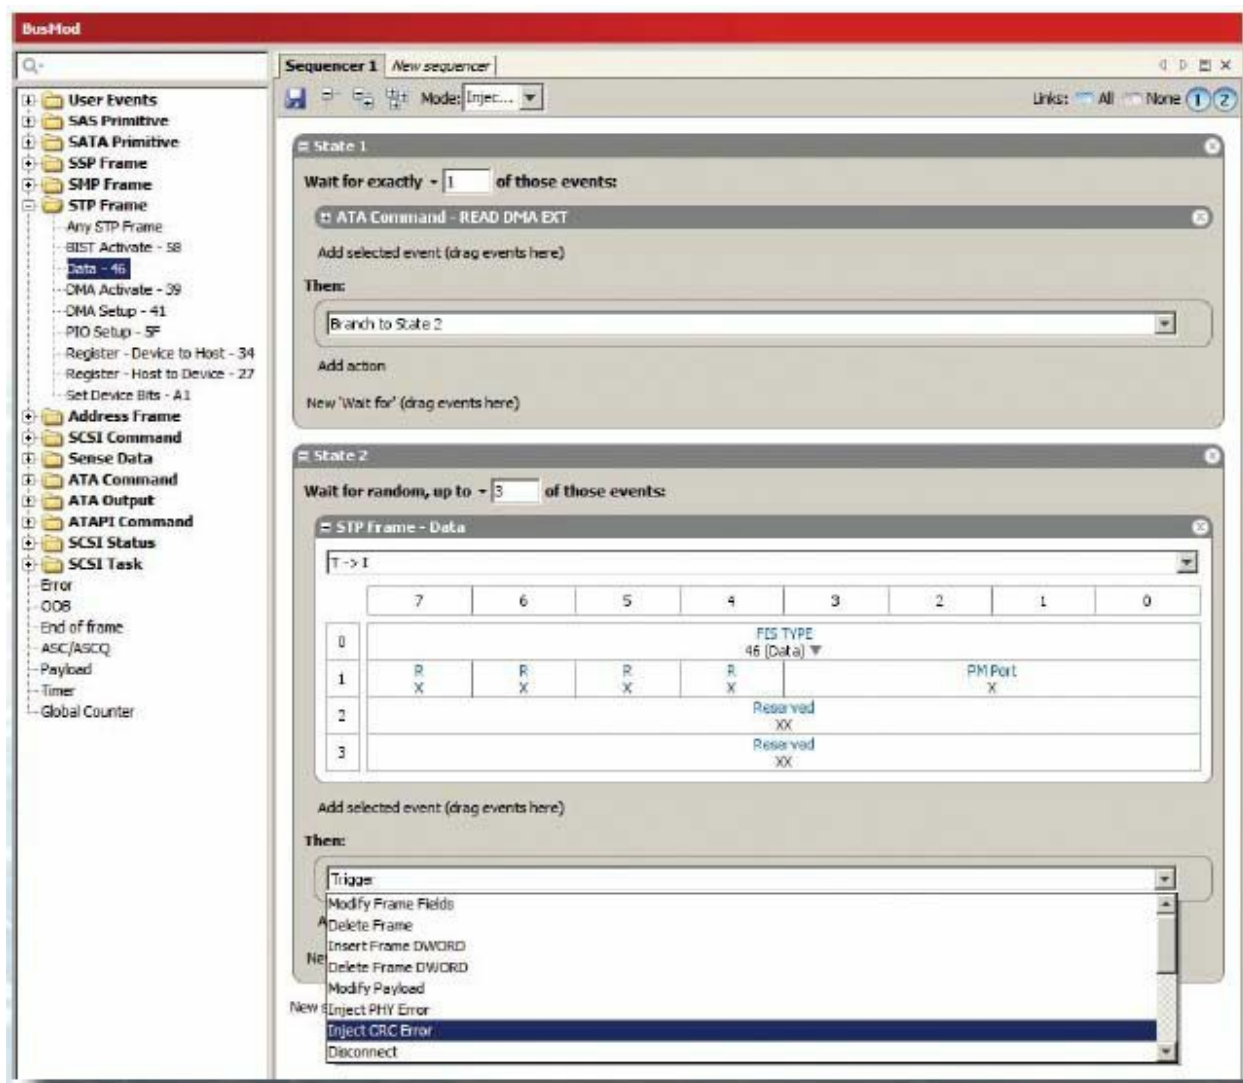 BusMod
Sequencer 1 New sequencer
Mode: Injec... Links: All None 1 2
User Events
SAS Primitive
SATA Primitive
SSP Frame
SMP Frame
STP Frame
Any STP Frame
BIST Activate - 58
Data - 46
DMA Activate - 39
DMA Setup - 41
PIO Setup - 5F
Register - Device to Host - 34
Register - Host to Device - 27
Set Device Bits - A1
Address Frame
SCSI Command
Sense Data
ATA Command
ATA Output
ATAPI Command
SCSI Status
SCSI Task
Error
OOB
End of frame
ASC/ASCQ
Payload
Timer
Global Counter
State 1
Wait for exactly 1 of those events:
ATA Command - READ DMA EXT
Add selected event (drag events here)
Then:
Branch to State 2
Add action
New 'Wait for' (drag events here)
State 2
Wait for random, up to 3 of those events:
STP Frame - Data
T -> I
7 6 5 4 3 2 1 0
0 FIS TYPE
46 (Data)
1 R R R R PM Port
X X X X X
2 Reserved
XX
3 Reserved
XX
Add selected event (drag events here)
Then:
Trigger
Modify Frame Fields
Delete Frame
Insert Frame DWORD
Delete Frame DWORD
Modify Payload
Inject PHY Error
Inject CRC Error
Disconnect